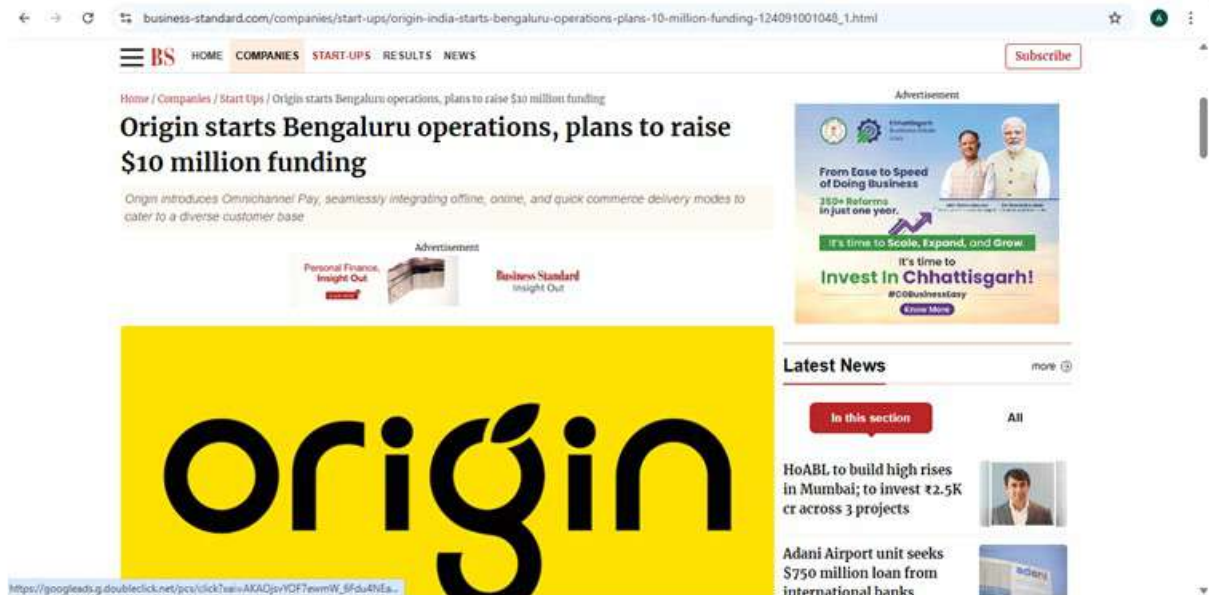 business-standard.com/companies/start-ups/origin-india-starts-bengaluru-operations-plans-10-million-funding-124091001048_1.html
A
BS HOME COMPANIES START-UPS RESULTS NEWS
Subscribe
Home / Companies / Start Ups / Origin starts Bengaluru operations, plans to raise $10 million funding
Origin starts Bengaluru operations, plans to raise
$10 million funding
Origin introduces Omnichannel Pay, seamlessly integrating offline, online, and quick commerce delivery modes to
cater to a diverse customer base
Advertisement
Personal Finance,
Insight Out
Business Standard
Insight Out
origin
Advertisement
From Ease to Speed
of Doing Business
350+ Reforms
in just one year.
It's time to Scale, Expand, and Grow.
It's time to
Invest In Chhattisgarh!
#CGBusinessEasy
Know More
Latest News
more
In this section
All
HoABL to build high rises
in Mumbai; to invest ₹2.5K
cr across 3 projects
Adani Airport unit seeks
$750 million loan from
international banks
adani